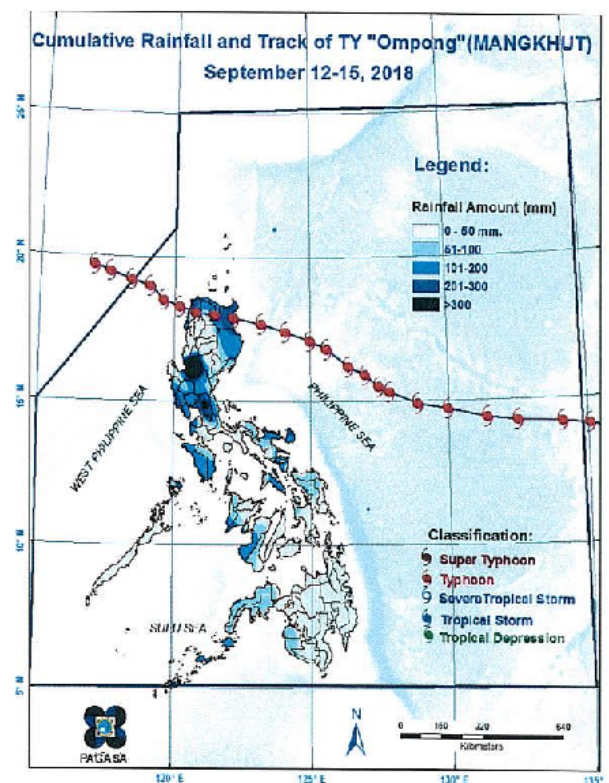 Cumulative Rainfall and Track of TY "Ompong"(MANGKHUT)
September 12-15, 2018
25° N
20° N
15° N
10° N
5° N
Legend:
Rainfall Amount (mm)
0 - 50 mm.
51-100
101-200
201-300
>300
WEST PHILIPPINE SEA
PHILIPPINE SEA
SULU SEA
Classification:
Super Typhoon
Typhoon
Severe Tropical Storm
Tropical Storm
Tropical Depression
N
0 160 320 640
Kilometers
PAGASA
120° E 125° E 130° E 135°